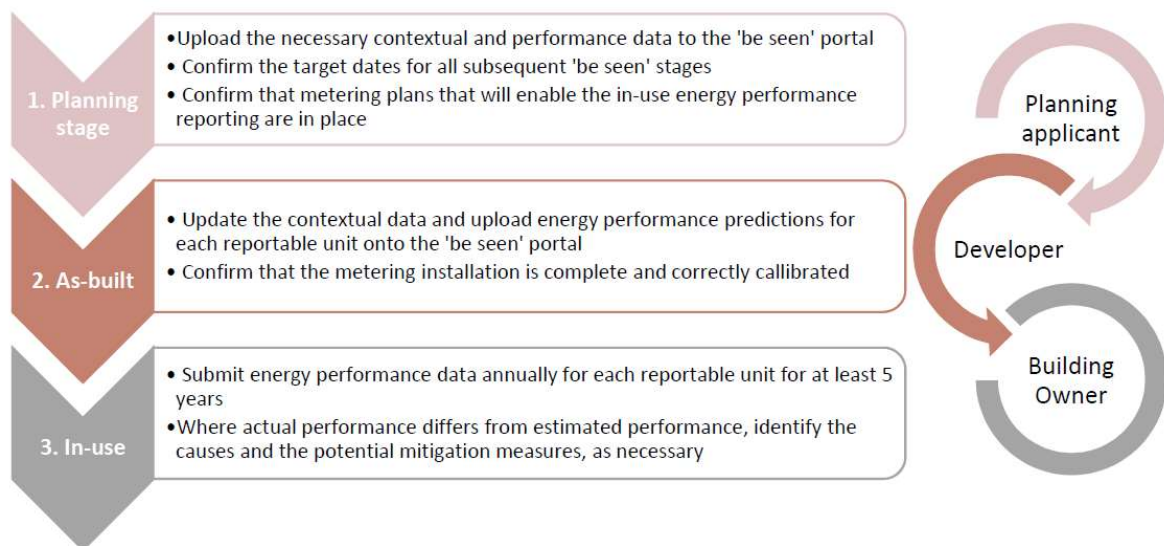 1. Planning
stage
•Upload the necessary contextual and performance data to the 'be seen' portal
• Confirm the target dates for all subsequent 'be seen' stages
• Confirm that metering plans that will enable the in-use energy performance
reporting are in place
Planning
applicant
2. As-built
• Update the contextual data and upload energy performance predictions for
each reportable unit onto the 'be seen' portal
• Confirm that the metering installation is complete and correctly callibrated
Developer
3. In-use
• Submit energy performance data annually for each reportable unit for at least 5
years
•Where actual performance differs from estimated performance, identify the
causes and the potential mitigation measures, as necessary
Building
Owner